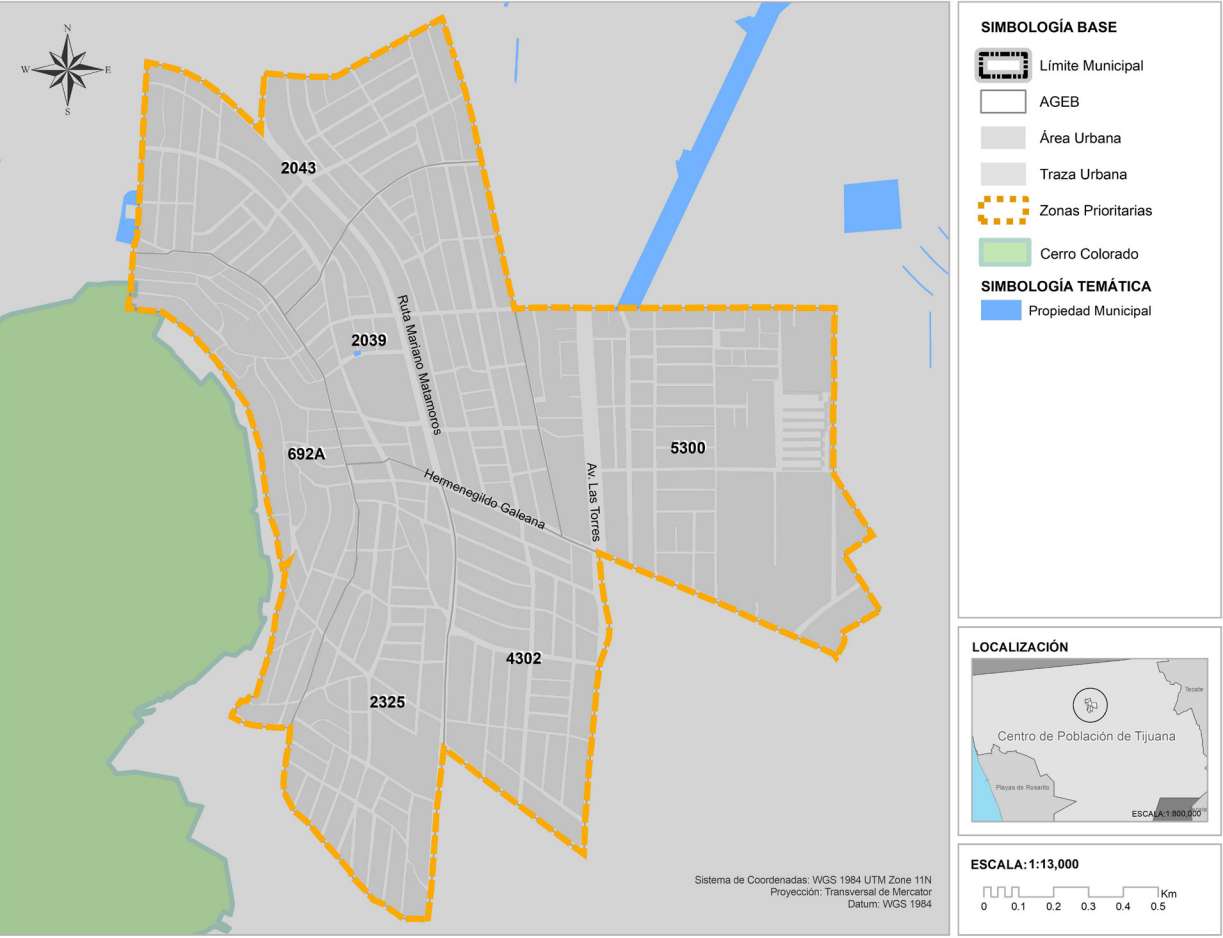 N
W
E
S
2043
2039
Ruta Mariano Matamoros
692A
5300
Hermenegildo Galeana
Av. Las Torres
4302
2325
Sistema de Coordenadas: WGS 1984 UTM Zone 11N
Proyección: Transversal de Mercator
Datum: WGS 1984
SIMBOLOGÍA BASE
Límite Municipal
AGEB
Área Urbana
Traza Urbana
Zonas Prioritarias
Cerro Colorado
SIMBOLOGÍA TEMÁTICA
Propiedad Municipal
LOCALIZACIÓN
Tecate
Centro de Población de Tijuana
Playas de Rosarito
ESCALA:1:800,000
ESCALA:1:13,000
Km
0 0.1 0.2 0.3 0.4 0.5